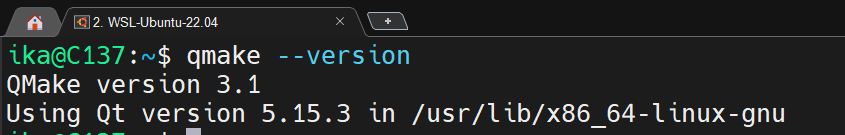 2. WSL-Ubuntu-22.04
ika@C137:~$ qmake --version
QMake version 3.1
Using Qt version 5.15.3 in /usr/lib/x86_64-linux-gnu